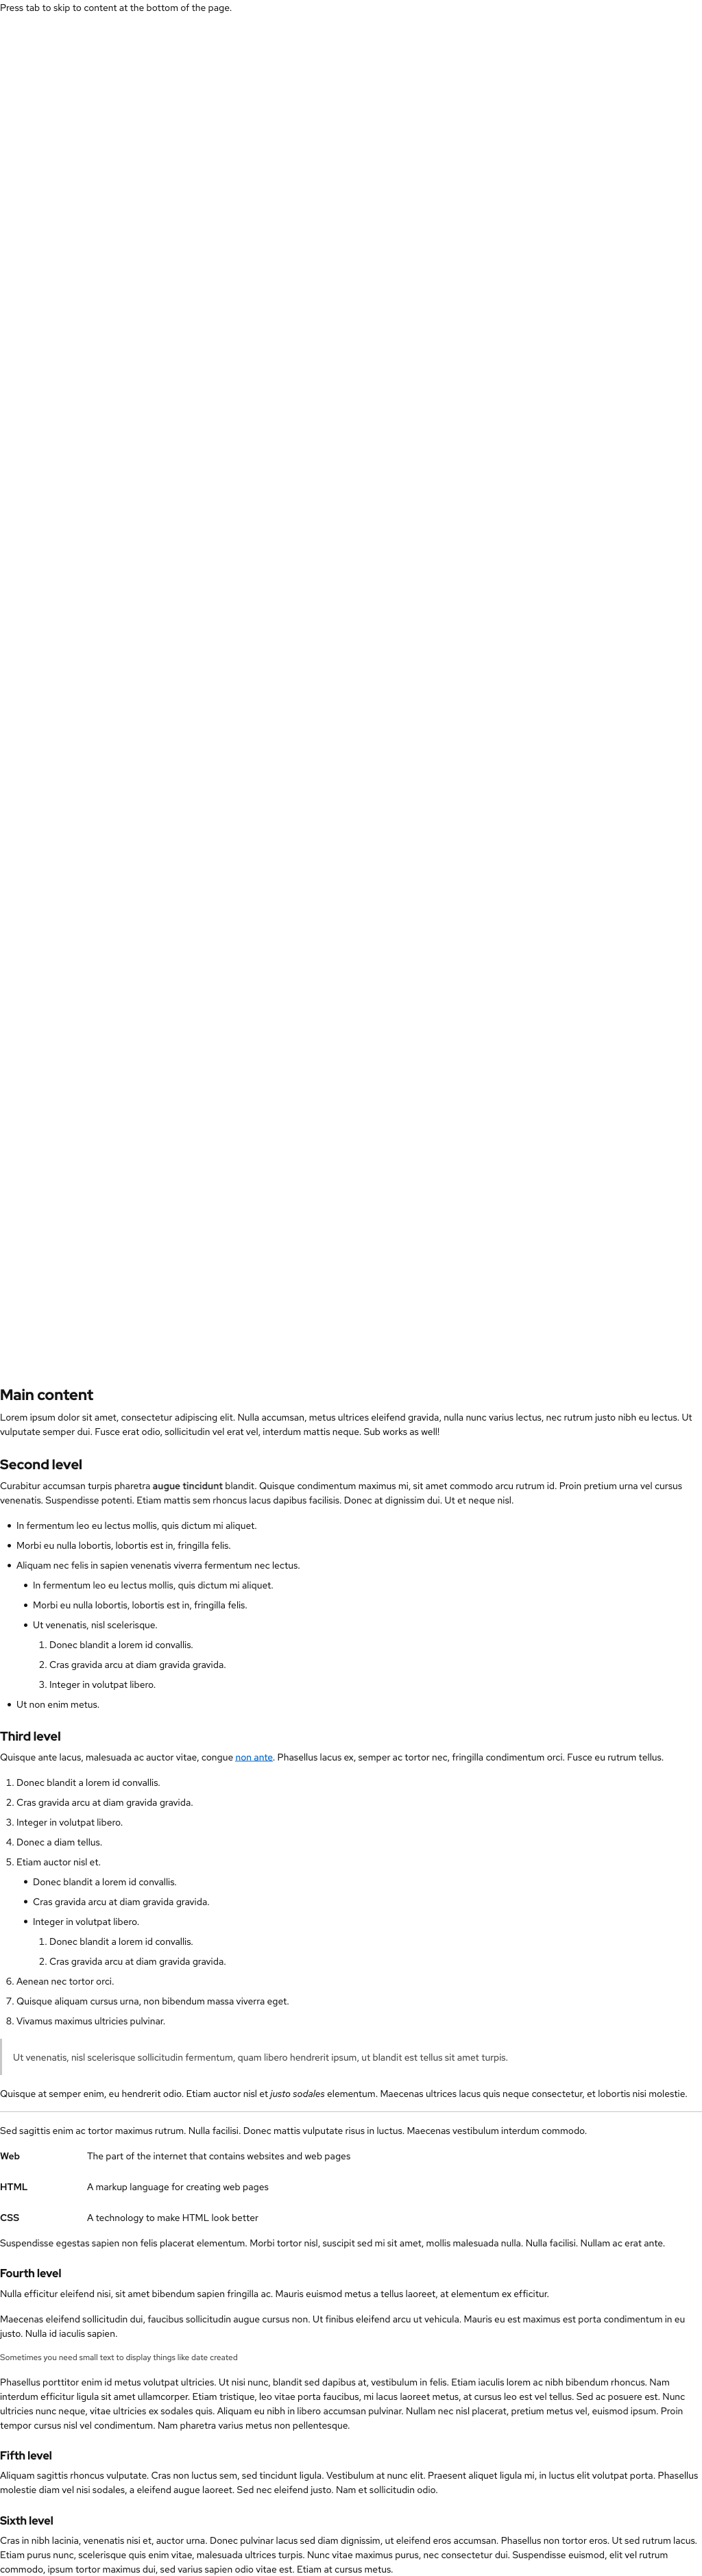 Press tab to skip to content at the bottom of the page.
Main content
Lorem ipsum dolor sit amet, consectetur adipiscing elit. Nulla accumsan, metus ultrices eleifend gravida, nulla nunc varius lectus, nec rutrum justo nibh eu lectus. Ut
vulputate semper dui. Fusce erat odio, sollicitudin vel erat vel, interdum mattis neque. Sub works as well!
Second level
Curabitur accumsan turpis pharetra augue tincidunt blandit. Quisque condimentum maximus mi, sit amet commodo arcu rutrum id. Proin pretium urna vel cursus
venenatis. Suspendisse potenti. Etiam mattis sem rhoncus lacus dapibus facilisis. Donec at dignissim dui. Ut et neque nisl.
• In fermentum leo eu lectus mollis, quis dictum mi aliquet.
• Morbi eu nulla lobortis, lobortis est in, fringilla felis.
• Aliquam nec felis in sapien venenatis viverra fermentum nec lectus.
• In fermentum leo eu lectus mollis, quis dictum mi aliquet.
• Morbi eu nulla lobortis, lobortis est in, fringilla felis.
• Ut venenatis, nisl scelerisque.
1. Donec blandit a lorem id convallis.
2. Cras gravida arcu at diam gravida gravida.
3. Integer in volutpat libero.
• Ut non enim metus.
Third level
Quisque ante lacus, malesuada ac auctor vitae, congue non ante. Phasellus lacus ex, semper ac tortor nec, fringilla condimentum orci. Fusce eu rutrum tellus.
1. Donec blandit a lorem id convallis.
2. Cras gravida arcu at diam gravida gravida.
3. Integer in volutpat libero.
4. Donec a diam tellus.
5. Etiam auctor nisl et.
• Donec blandit a lorem id convallis.
• Cras gravida arcu at diam gravida gravida.
• Integer in volutpat libero.
1. Donec blandit a lorem id convallis.
2. Cras gravida arcu at diam gravida gravida.
6. Aenean nec tortor orci.
7. Quisque aliquam cursus urna, non bibendum massa viverra eget.
8. Vivamus maximus ultricies pulvinar.
Ut venenatis, nisl scelerisque sollicitudin fermentum, quam libero hendrerit ipsum, ut blandit est tellus sit amet turpis.
Quisque at semper enim, eu hendrerit odio. Etiam auctor nisl et justo sodales elementum. Maecenas ultrices lacus quis neque consectetur, et lobortis nisi molestie.
Sed sagittis enim ac tortor maximus rutrum. Nulla facilisi. Donec mattis vulputate risus in luctus. Maecenas vestibulum interdum commodo.
Web The part of the internet that contains websites and web pages
HTML A markup language for creating web pages
CSS A technology to make HTML look better
Suspendisse egestas sapien non felis placerat elementum. Morbi tortor nisl, suscipit sed mi sit amet, mollis malesuada nulla. Nulla facilisi. Nullam ac erat ante.
Fourth level
Nulla efficitur eleifend nisi, sit amet bibendum sapien fringilla ac. Mauris euismod metus a tellus laoreet, at elementum ex efficitur.
Maecenas eleifend sollicitudin dui, faucibus sollicitudin augue cursus non. Ut finibus eleifend arcu ut vehicula. Mauris eu est maximus est porta condimentum in eu
justo. Nulla id iaculis sapien.
Sometimes you need small text to display things like date created
Phasellus porttitor enim id metus volutpat ultricies. Ut nisi nunc, blandit sed dapibus at, vestibulum in felis. Etiam iaculis lorem ac nibh bibendum rhoncus. Nam
interdum efficitur ligula sit amet ullamcorper. Etiam tristique, leo vitae porta faucibus, mi lacus laoreet metus, at cursus leo est vel tellus. Sed ac posuere est. Nunc
ultricies nunc neque, vitae ultricies ex sodales quis. Aliquam eu nibh in libero accumsan pulvinar. Nullam nec nisl placerat, pretium metus vel, euismod ipsum. Proin
tempor cursus nisl vel condimentum. Nam pharetra varius metus non pellentesque.
Fifth level
Aliquam sagittis rhoncus vulputate. Cras non luctus sem, sed tincidunt ligula. Vestibulum at nunc elit. Praesent aliquet ligula mi, in luctus elit volutpat porta. Phasellus
molestie diam vel nisi sodales, a eleifend augue laoreet. Sed nec eleifend justo. Nam et sollicitudin odio.
Sixth level
Cras in nibh lacinia, venenatis nisi et, auctor urna. Donec pulvinar lacus sed diam dignissim, ut eleifend eros accumsan. Phasellus non tortor eros. Ut sed rutrum lacus.
Etiam purus nunc, scelerisque quis enim vitae, malesuada ultrices turpis. Nunc vitae maximus purus, nec consectetur dui. Suspendisse euismod, elit vel rutrum
commodo, ipsum tortor maximus dui, sed varius sapien odio vitae est. Etiam at cursus metus.